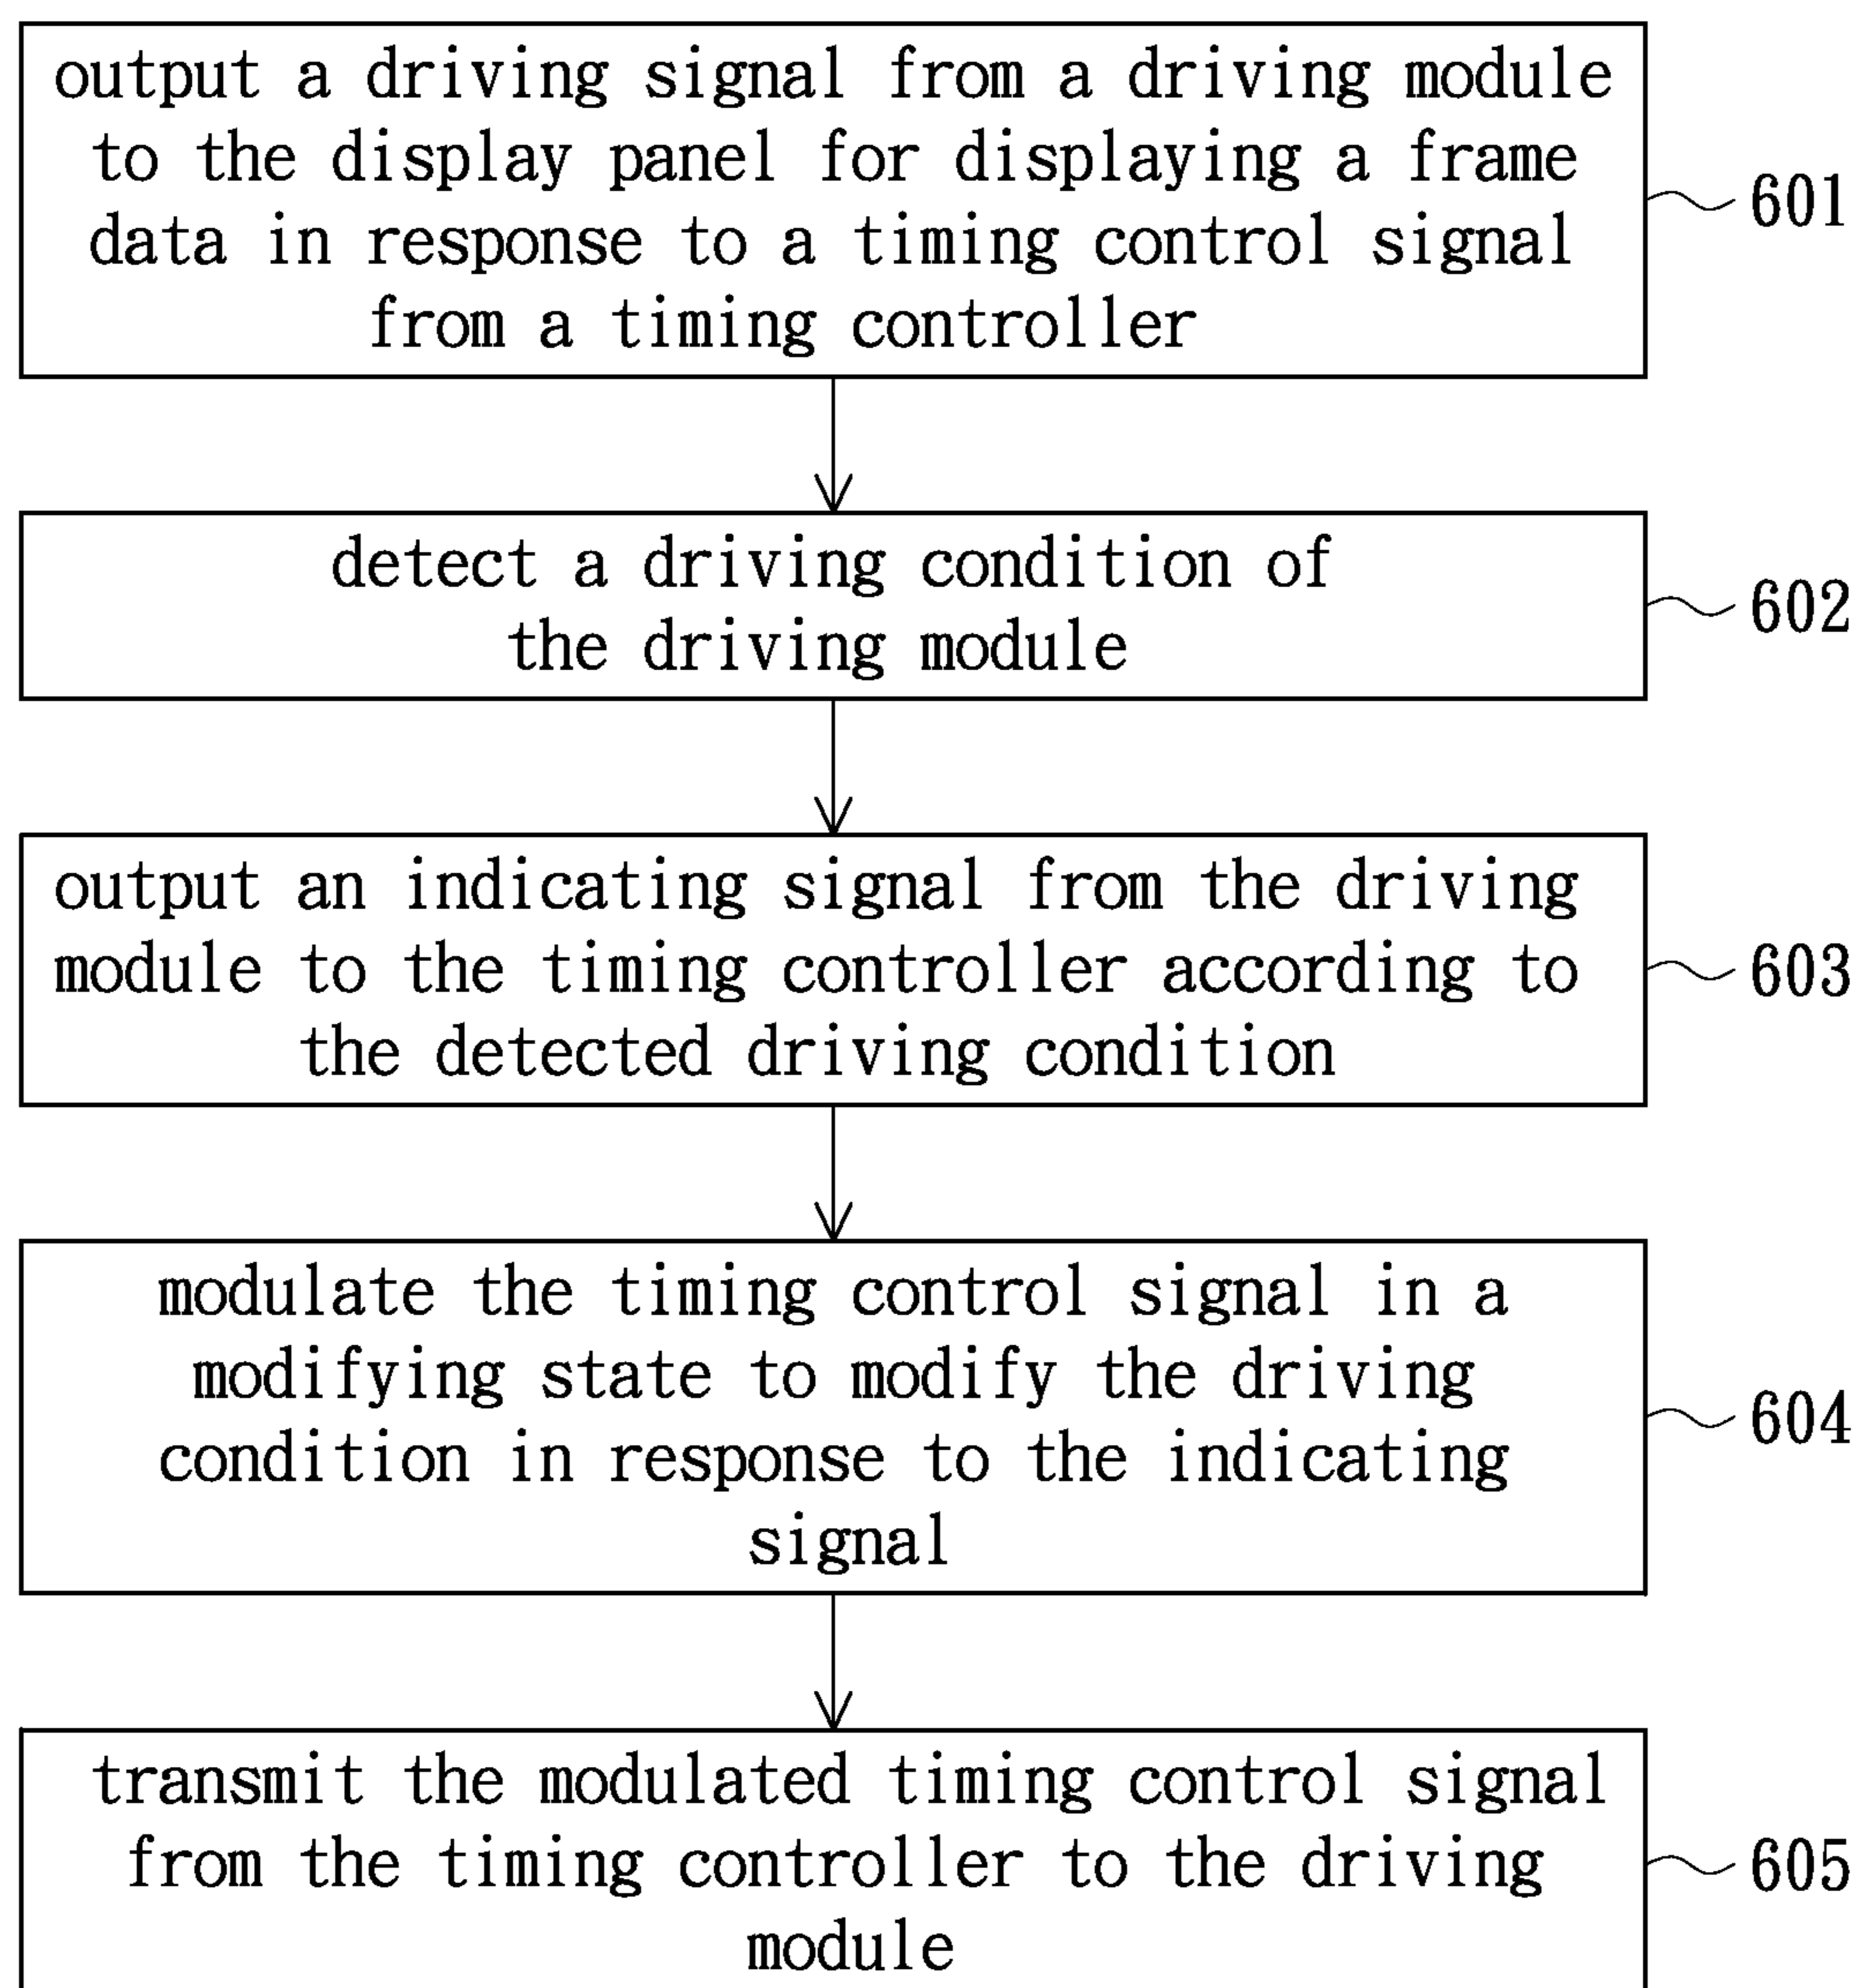 output a driving signal from a driving module
to the display panel for displaying a frame
data in response to a timing control signal
from a timing controller
601
detect a driving condition of
the driving module
602
output an indicating signal from the driving
module to the timing controller according to
the detected driving condition
603
modulate the timing control signal in a
modifying state to modify the driving
condition in response to the indicating
signal
604
transmit the modulated timing control signal
from the timing controller to the driving
module
605